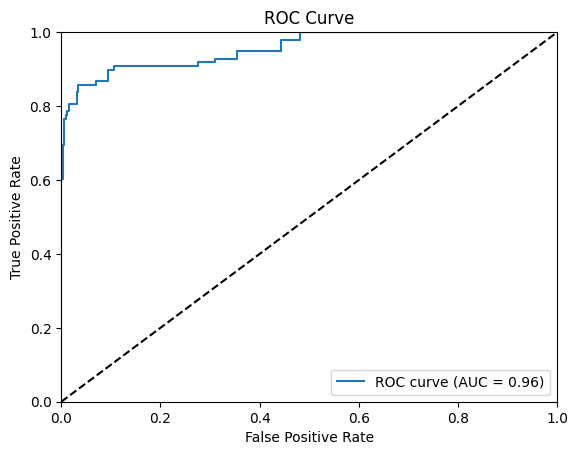 ROC Curve
1.0
0.8
0.6
0.4
0.2
0.0
True Positive Rate
ROC curve (AUC = 0.96)
0.0 0.2 0.4 0.6 0.8 1.0
False Positive Rate